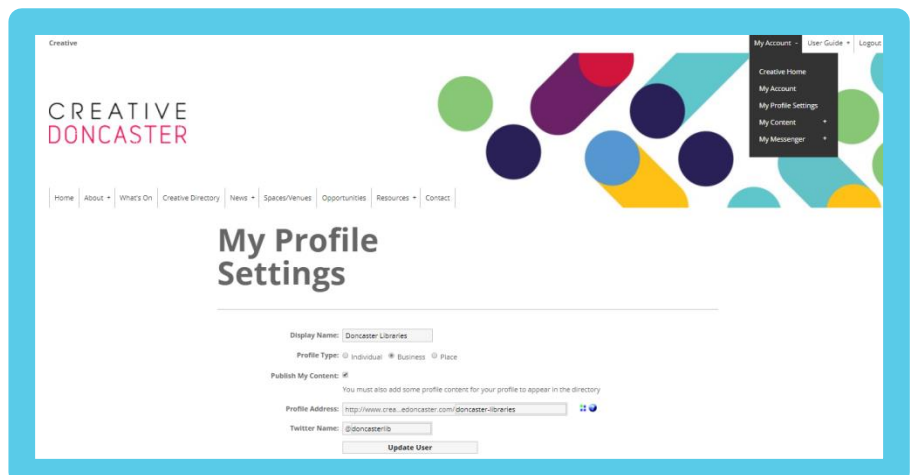 Creative
My Account - User Guide + Logout
Creative Home
My Account
My Profile Settings
My Content +
My Messenger +
CREATIVE
DONCASTER
Home About + What's On Creative Directory News + Spaces/Venues Opportunities Resources + Contact
My Profile
Settings
Display Name: Doncaster Libraries
Profile Type: Individual Business Place
Publish My Content:
You must also add some profile content for your profile to appear in the directory
Profile Address: http://www.crea...edoncaster.com/doncaster-libraries
Twitter Name: @doncasterlib
Update User